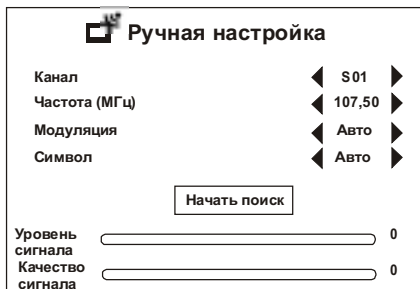 Ручная настройка
Канал S01
Частота (МГц) 107,50
Модуляция Авто
Символ Авто
Начать поиск
Уровень
сигнала 0
Качество
сигнала 0